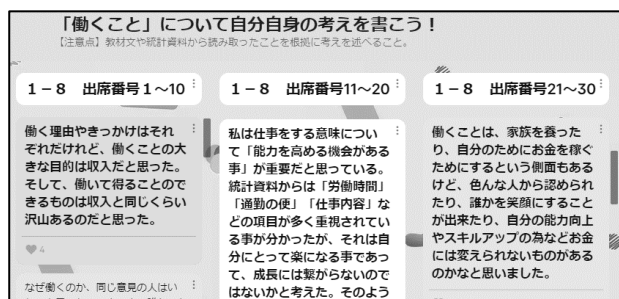 「働くこと」について自分自身の考えを書こう！
【注意点】教材文や統計資料から読み取ったことを根拠に考えを述べること。
1－8　出席番号1～10
働く理由やきっかけはそれ
ぞれだけれど、働くことの大
きな目的は収入だと思った。
そして、働いて得ることので
きるものは収入と同じくらい
沢山あるのだと思った。
4
なぜ働くのか、同じ意見の人はい
1－8　出席番号11～20
私は仕事をする意味につい
て「能力を高める機会がある
事」が重要だと思っている。
統計資料からは「労働時間」
「通勤の便」「仕事内容」な
どの項目が多く重視されてい
る事が分かったが、それは自
分にとって楽になる事であっ
て、成長には繋がらないので
はないかと考えた。そのよう
1－8　出席番号21～30
働くことは、家族を養った
り、自分のためにお金を稼ぐ
ためにするという側面もある
けど、色んな人から認められ
たり、誰かを笑顔にすること
が出来たり、自分の能力向上
やスキルアップの為などお金
には変えられないものがある
のかなと思いました。